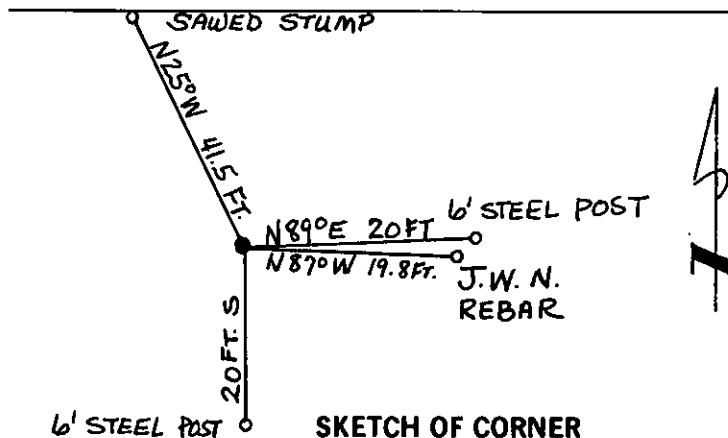 SAWED STUMP
N25°W 41.5 FT.
6' STEEL POST
N89°E 20FT
N87°W 19.8FT.
J.W. N.
REBAR
20FT. S
6' STEEL POST
SKETCH OF CORNER